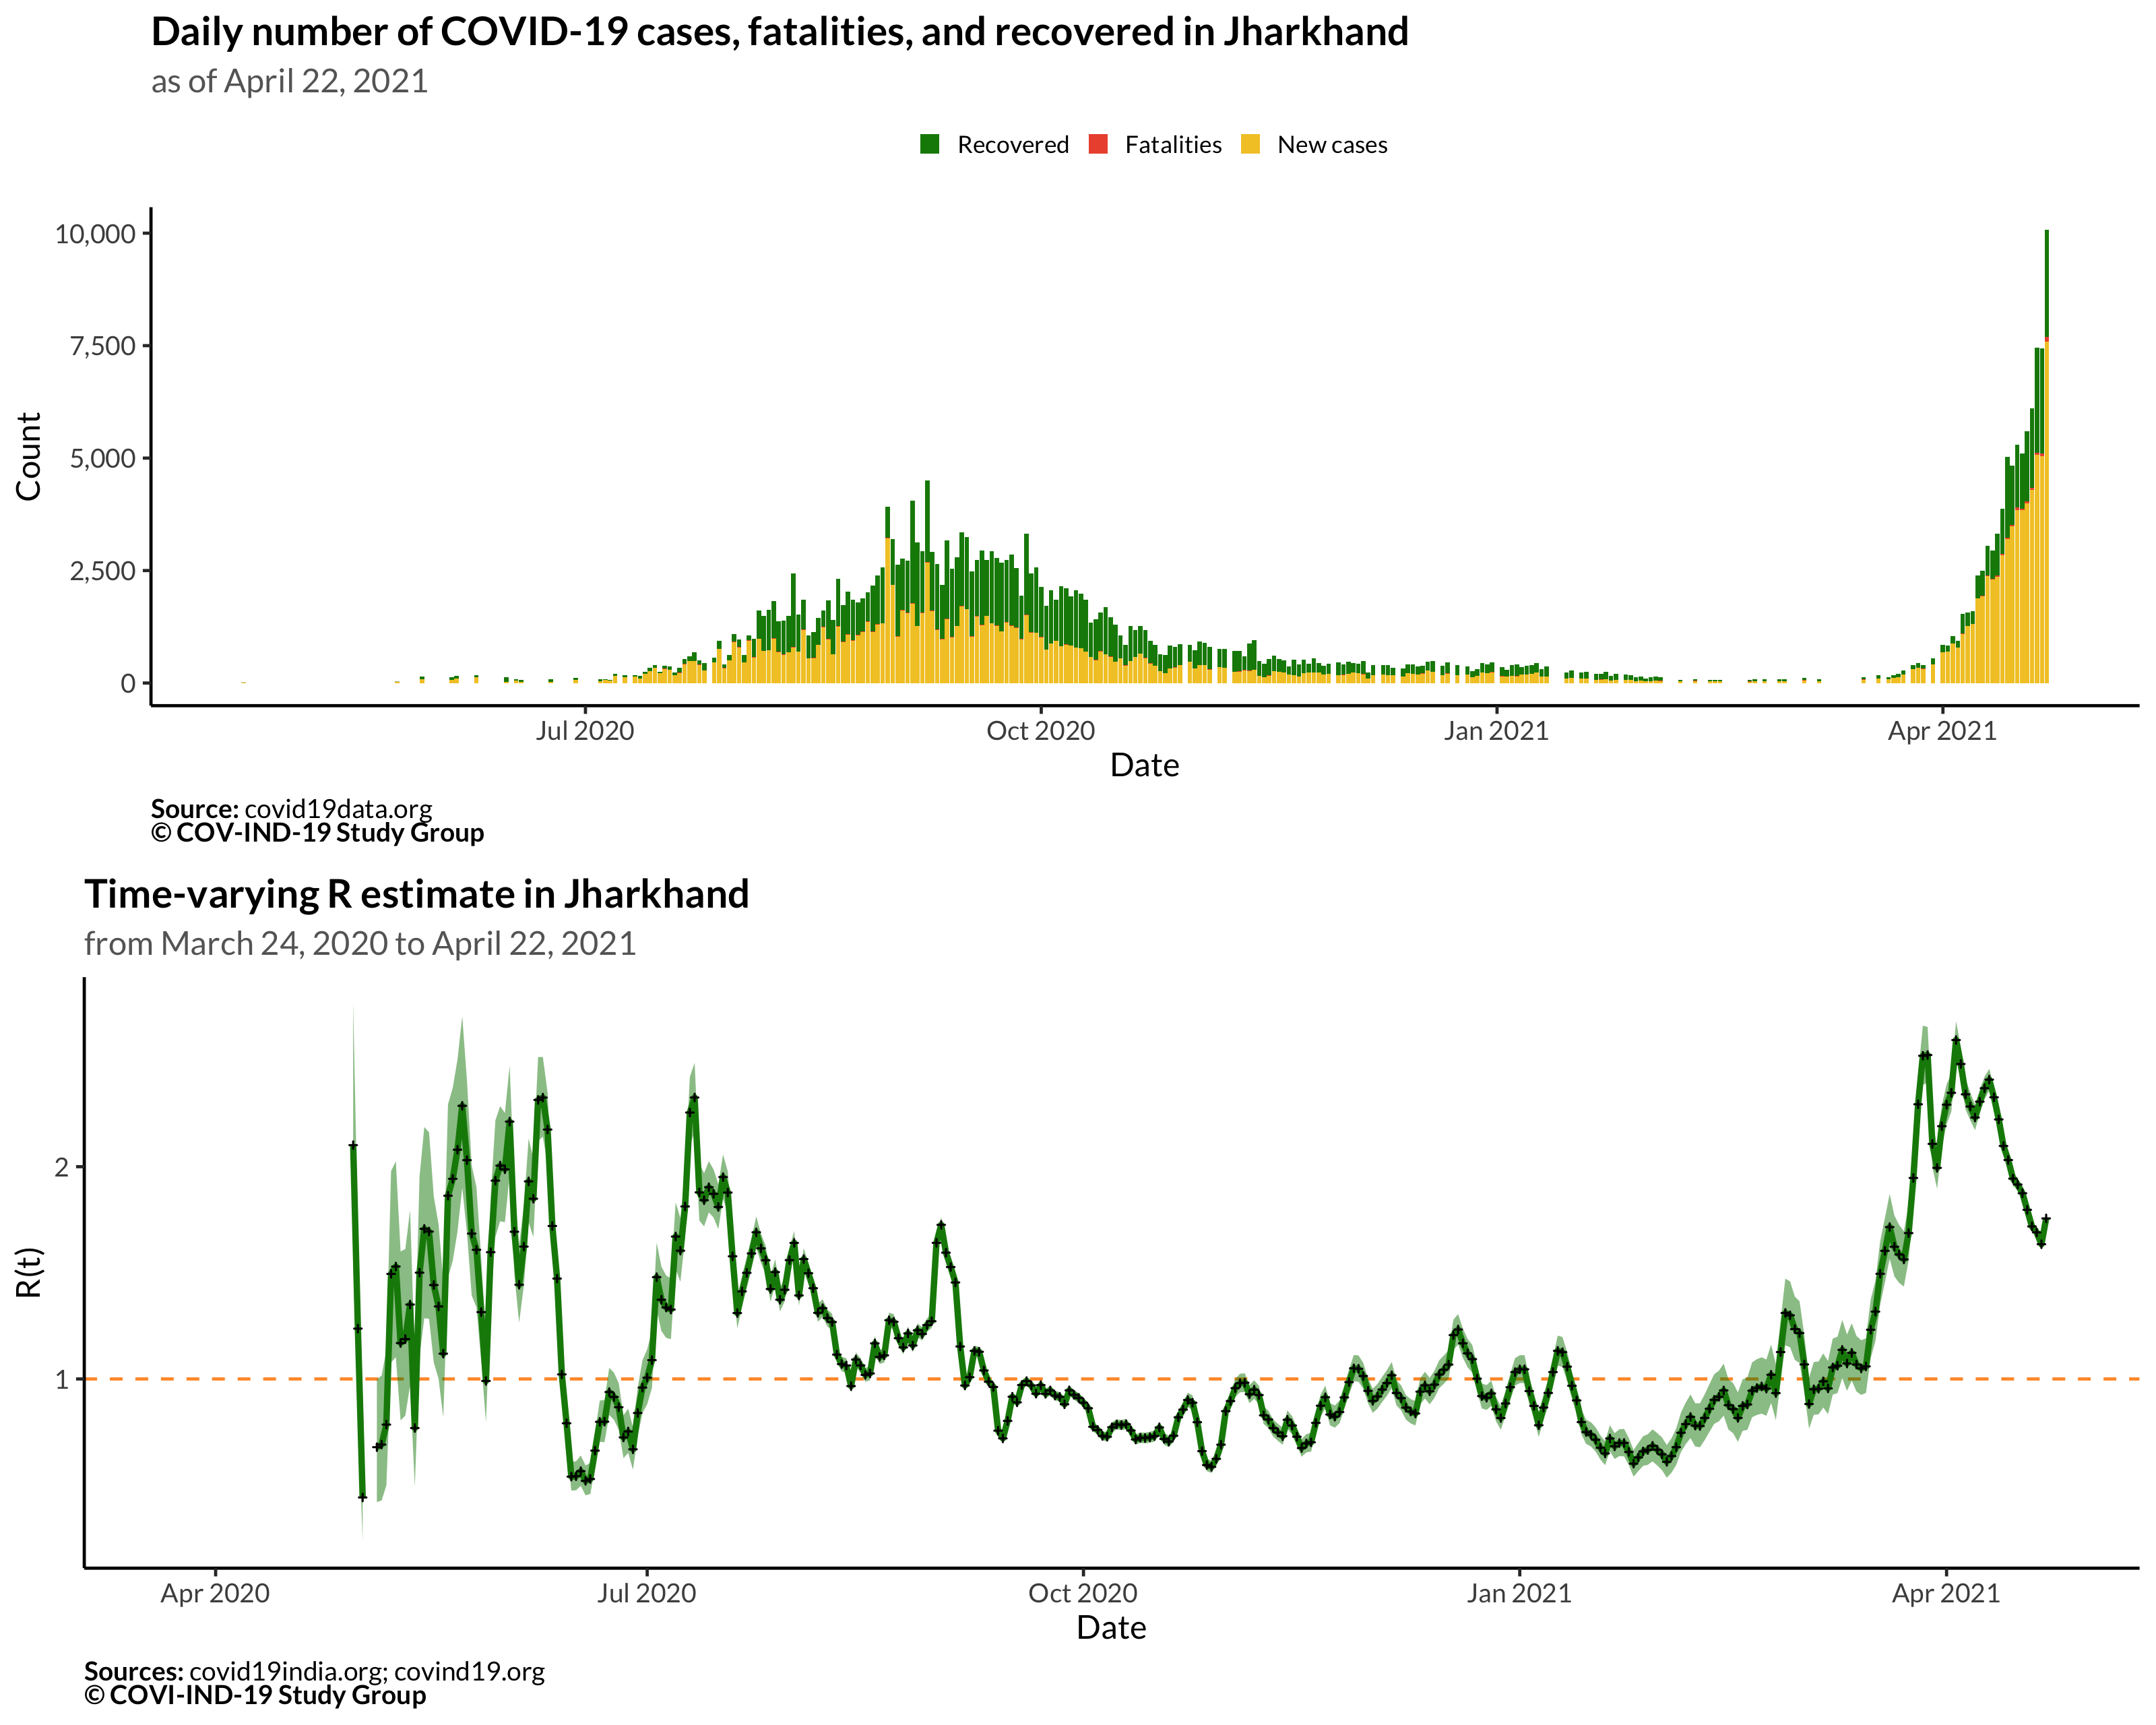 Daily number of COVID-19 cases, fatalities, and recovered in Jharkhand
as of April 22, 2021
Recovered Fatalities New cases
10,000
7,500
5,000
2,500
0
Count
Jul 2020 Oct 2020 Jan 2021 Apr 2021
Date
Source: covid19data.org
© COV-IND-19 Study Group
Time-varying R estimate in Jharkhand
from March 24, 2020 to April 22, 2021
2
1
R(t)
Apr 2020 Jul 2020 Oct 2020 Jan 2021 Apr 2021
Date
Sources: covid19india.org; covind19.org
© COVI-IND-19 Study Group